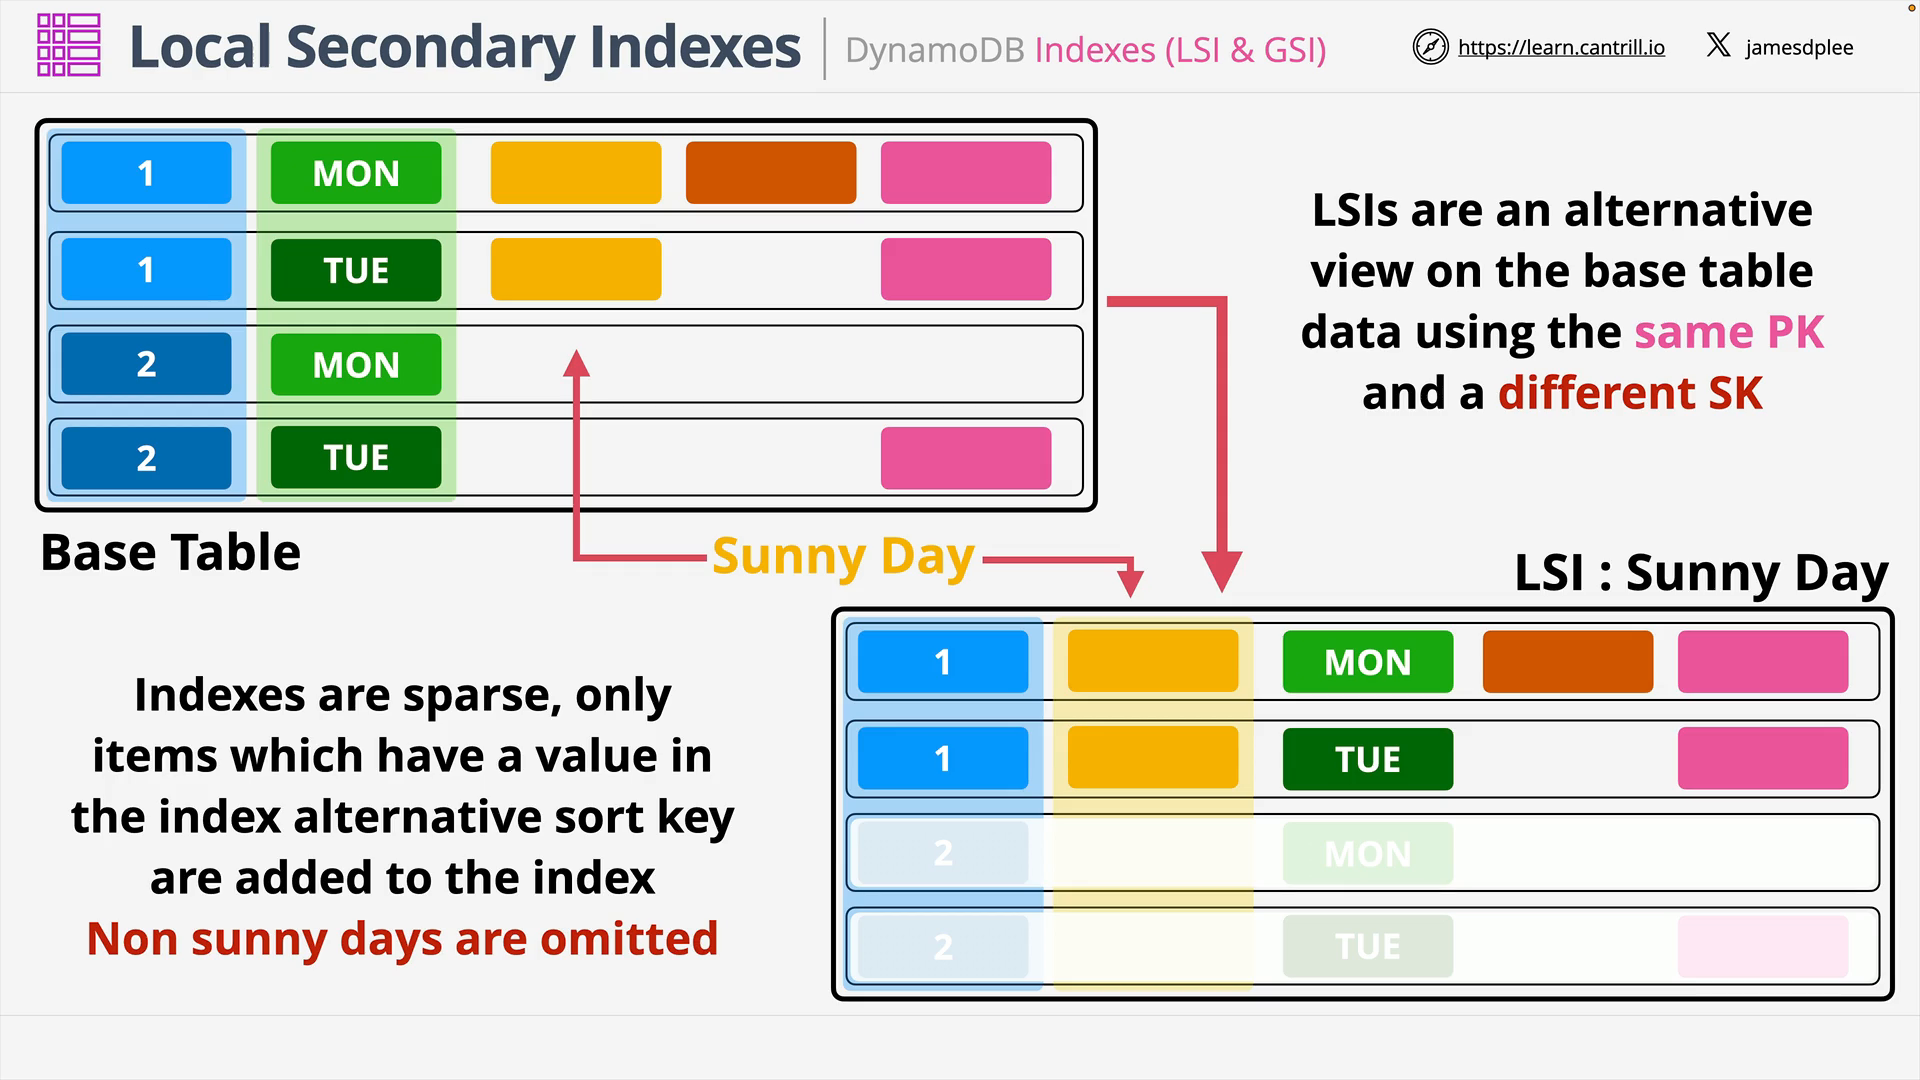 Local Secondary Indexes
DynamoDB Indexes (LSI & GSI)
https://learn.cantrill.io
jamesdplee
1 MON
1 TUE
2 MON
2 TUE
Base Table
LSIs are an alternative
view on the base table
data using the same PK
and a different SK
Sunny Day
LSI : Sunny Day
1 MON
1 TUE
2 MON
2 TUE
Indexes are sparse, only
items which have a value in
the index alternative sort key
are added to the index
Non sunny days are omitted